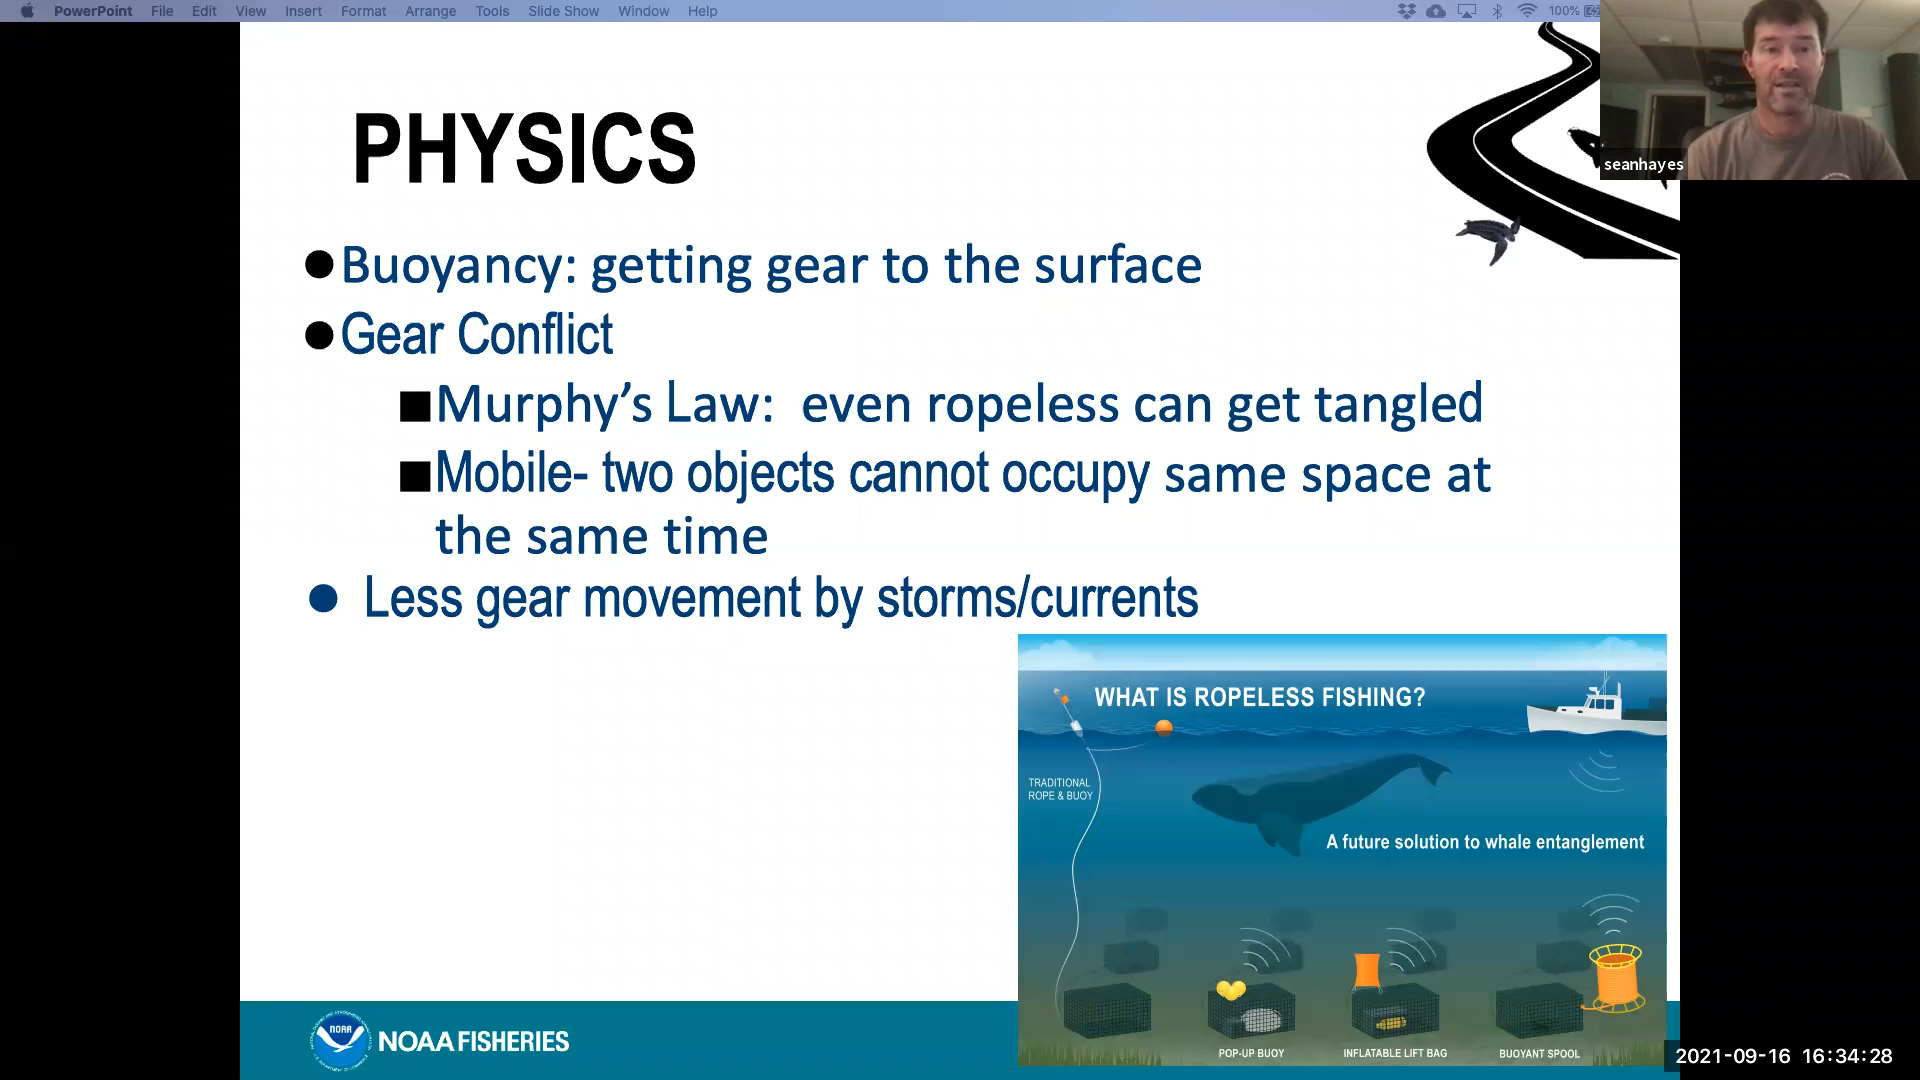 PowerPoint File Edit View Insert Format Arrange Tools Slide Show Window Help 100%
seanhayes
PHYSICS
Buoyancy: getting gear to the surface
Gear Conflict
Murphy’s Law:  even ropeless can get tangled
Mobile- two objects cannot occupy same space at
the same time
Less gear movement by storms/currents
WHAT IS ROPELESS FISHING?
TRADITIONAL
ROPE & BUOY
A future solution to whale entanglement
POP-UP BUOY
INFLATABLE LIFT BAG
BUOYANT SPOOL
NOAA
NOAA FISHERIES
2021-09-16 16:34:28